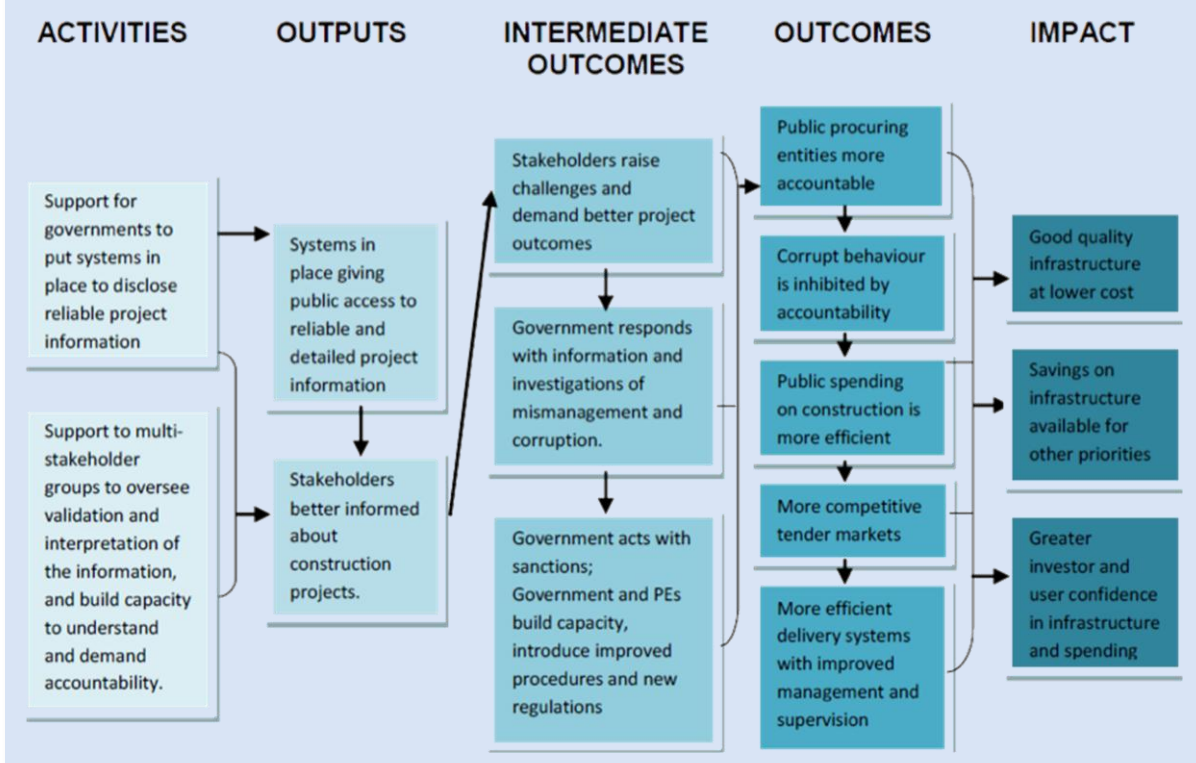 ACTIVITIES
OUTPUTS
INTERMEDIATE
OUTCOMES
OUTCOMES
IMPACT
Support for
governments to
put systems in
place to disclose
reliable project
information
Support to multi-
stakeholder
groups to oversee
validation and
interpretation of
the information,
and build capacity
to understand
and demand
accountability.
Systems in
place giving
public access to
reliable and
detailed project
information
Stakeholders
better informed
about
construction
projects.
Stakeholders raise
challenges and
demand better project
outcomes
Government responds
with information and
investigations of
mismanagement and
corruption.
Government acts with
sanctions;
Government and PEs
build capacity,
introduce improved
procedures and new
regulations
Public procuring
entities more
accountable
Corrupt behaviour
is inhibited by
accountability
Public spending
on construction is
more efficient
More competitive
tender markets
More efficient
delivery systems
with improved
management and
supervision
Good quality
infrastructure
at lower cost
Savings on
infrastructure
available for
other priorities
Greater
investor and
user confidence
in infrastructure
and spending